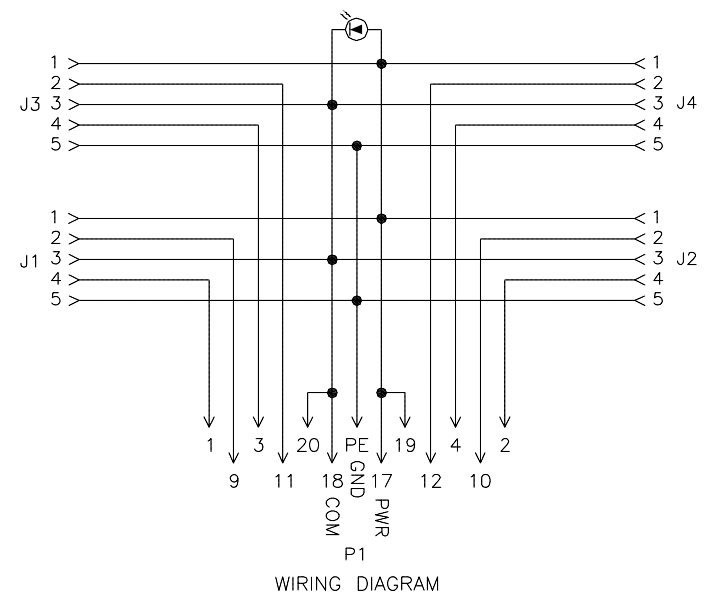 1 1
2 2
J3 3 3 J4
4 4
5 5
1 1
2 2
J1 3 3 J2
4 4
5 5
1 3 20 PE 19 4 2
9 11 18 GND 17 12 10
COM PWR
P1
WIRING DIAGRAM